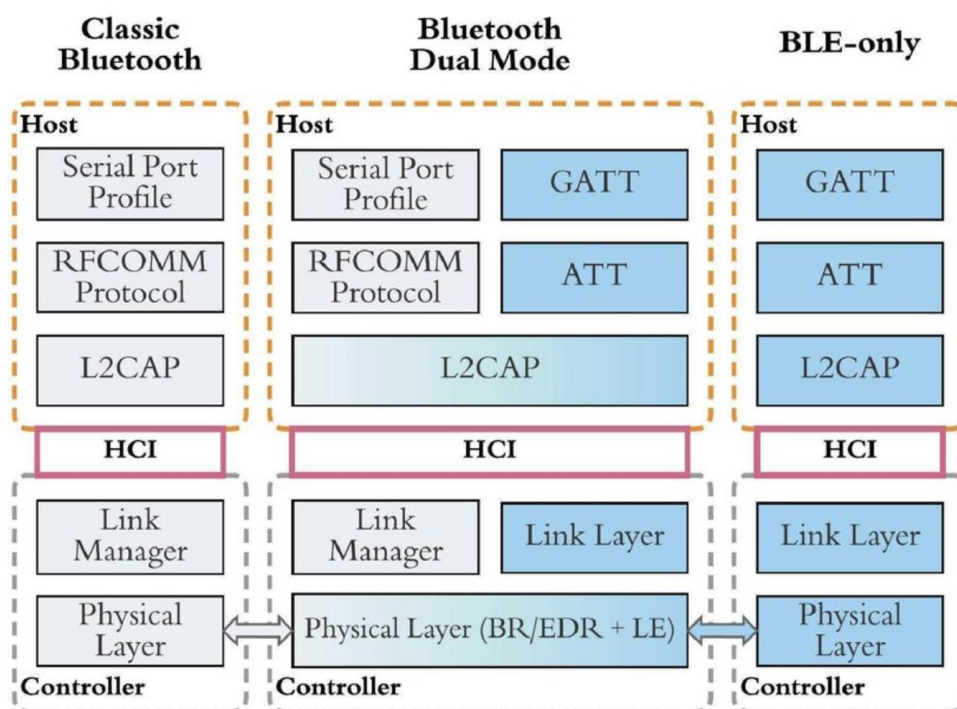 Classic
Bluetooth
Bluetooth
Dual Mode
BLE-only
Host
Serial Port
Profile
RFCOMM
Protocol
L2CAP
HCI
Link
Manager
Physical
Layer
Controller
Host
Serial Port
Profile
GATT
RFCOMM
Protocol
ATT
L2CAP
HCI
Link
Manager
Link Layer
Physical Layer (BR/EDR + LE)
Controller
Host
GATT
ATT
L2CAP
HCI
Link Layer
Physical
Layer
Controller